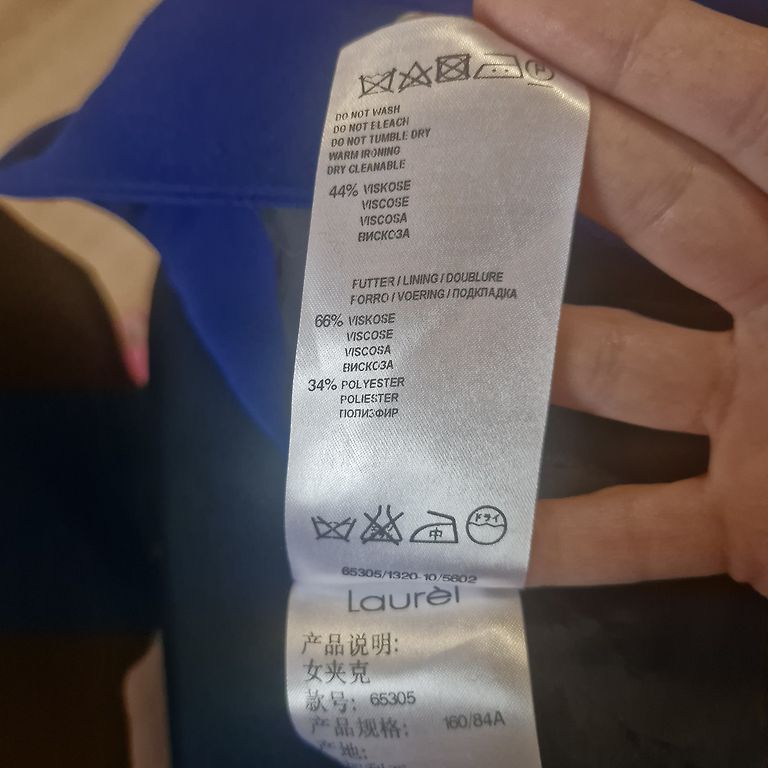 P
DO NOT WASH
DO NOT BLEACH
DO NOT TUMBLE DRY
WARM IRONING
DRY CLEANABLE
44% VISKOSE
VISCOSE
VISCOSA
ВИСКОЗА
FUTTER / LINING / DOUBLURE
FORRO / VOERING / ПОДКЛАДКА
66% VISKOSE
VISCOSE
VISCOSA
ВИСКОЗА
34% POLYESTER
POLIESTER
ПОЛИЭФИР
中 ドライ
65305/1320-10/5802
Laurèl
产品说明:
女夹克
款号: 65305
产品规格: 160/84A
产地: